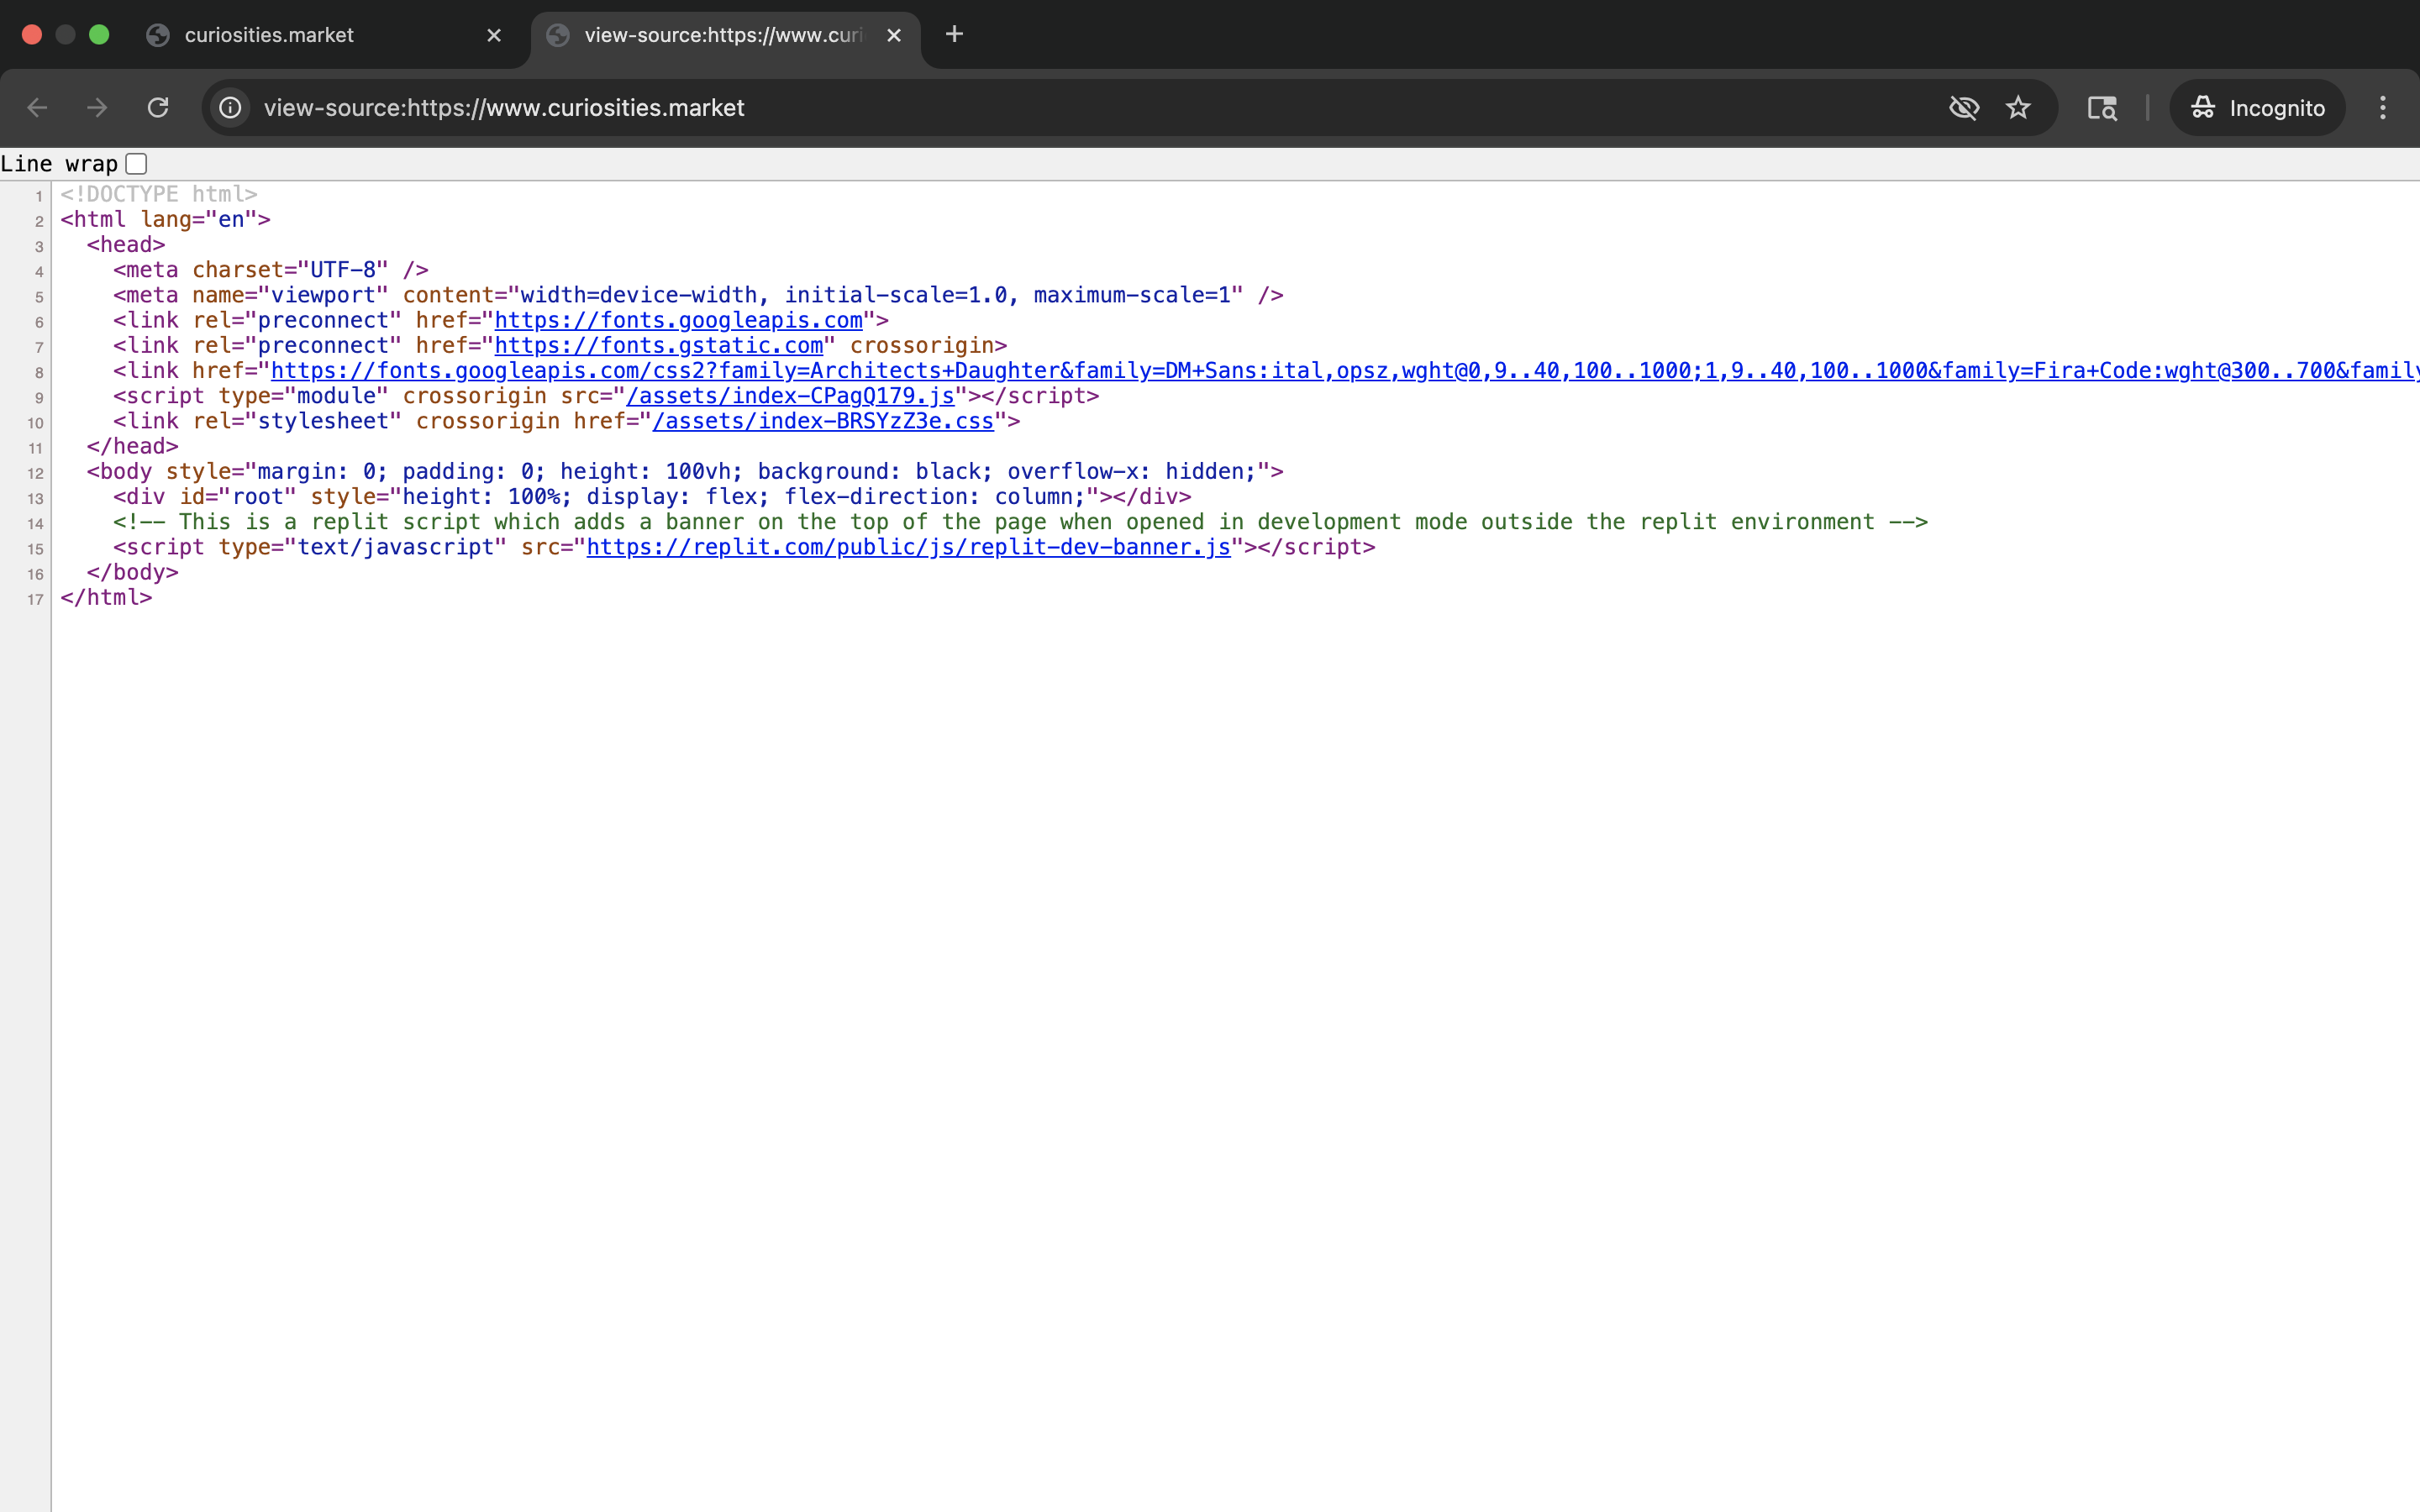 curiosities.market
view-source:https://www.curi
view-source:https://www.curiosities.market
Incognito
Line wrap
1 <!DOCTYPE html>
2 <html lang="en">
3 <head>
4 <meta charset="UTF-8" />
5 <meta name="viewport" content="width=device-width, initial-scale=1.0, maximum-scale=1" />
6 <link rel="preconnect" href="https://fonts.googleapis.com">
7 <link rel="preconnect" href="https://fonts.gstatic.com" crossorigin>
8 <link href="https://fonts.googleapis.com/css2?family=Architects+Daughter&family=DM+Sans:ital,opsz,wght@0,9..40,100..1000;1,9..40,100..1000&family=Fira+Code:wght@300..700&family
9 <script type="module" crossorigin src="/assets/index-CPagQ179.js"></script>
10 <link rel="stylesheet" crossorigin href="/assets/index-BRSYzZ3e.css">
11 </head>
12 <body style="margin: 0; padding: 0; height: 100vh; background: black; overflow-x: hidden;">
13 <div id="root" style="height: 100%; display: flex; flex-direction: column;"></div>
14 <!-- This is a replit script which adds a banner on the top of the page when opened in development mode outside the replit environment -->
15 <script type="text/javascript" src="https://replit.com/public/js/replit-dev-banner.js"></script>
16 </body>
17 </html>